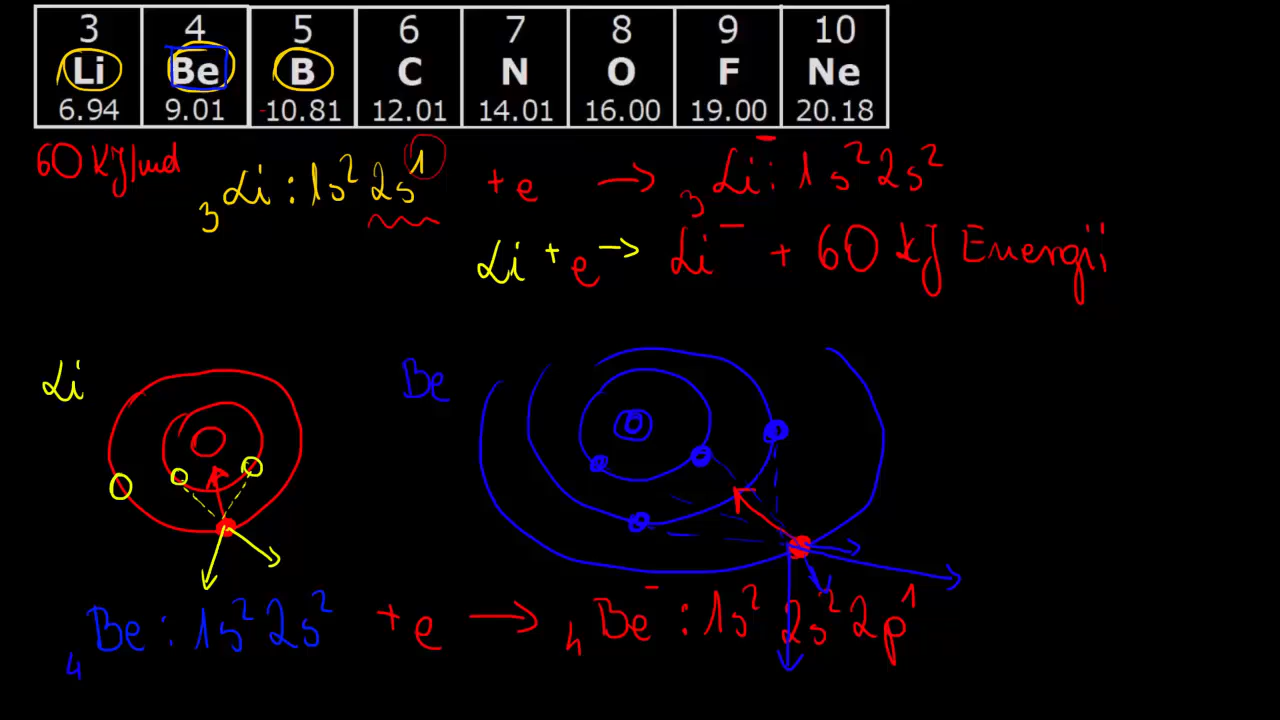 3 4 5 6 7 8 9 10
Li Be B C N O F Ne
6.94 9.01 10.81 12.01 14.01 16.00 19.00 20.18
60 KJ/mol ₃Li : 1s² 2s¹ + e → ₃Li⁻ : 1s² 2s²
Li + e → Li⁻ + 60 kJ Energii
Li Be
₄Be : 1s² 2s² + e → ₄Be⁻ : 1s² 2s² 2p¹